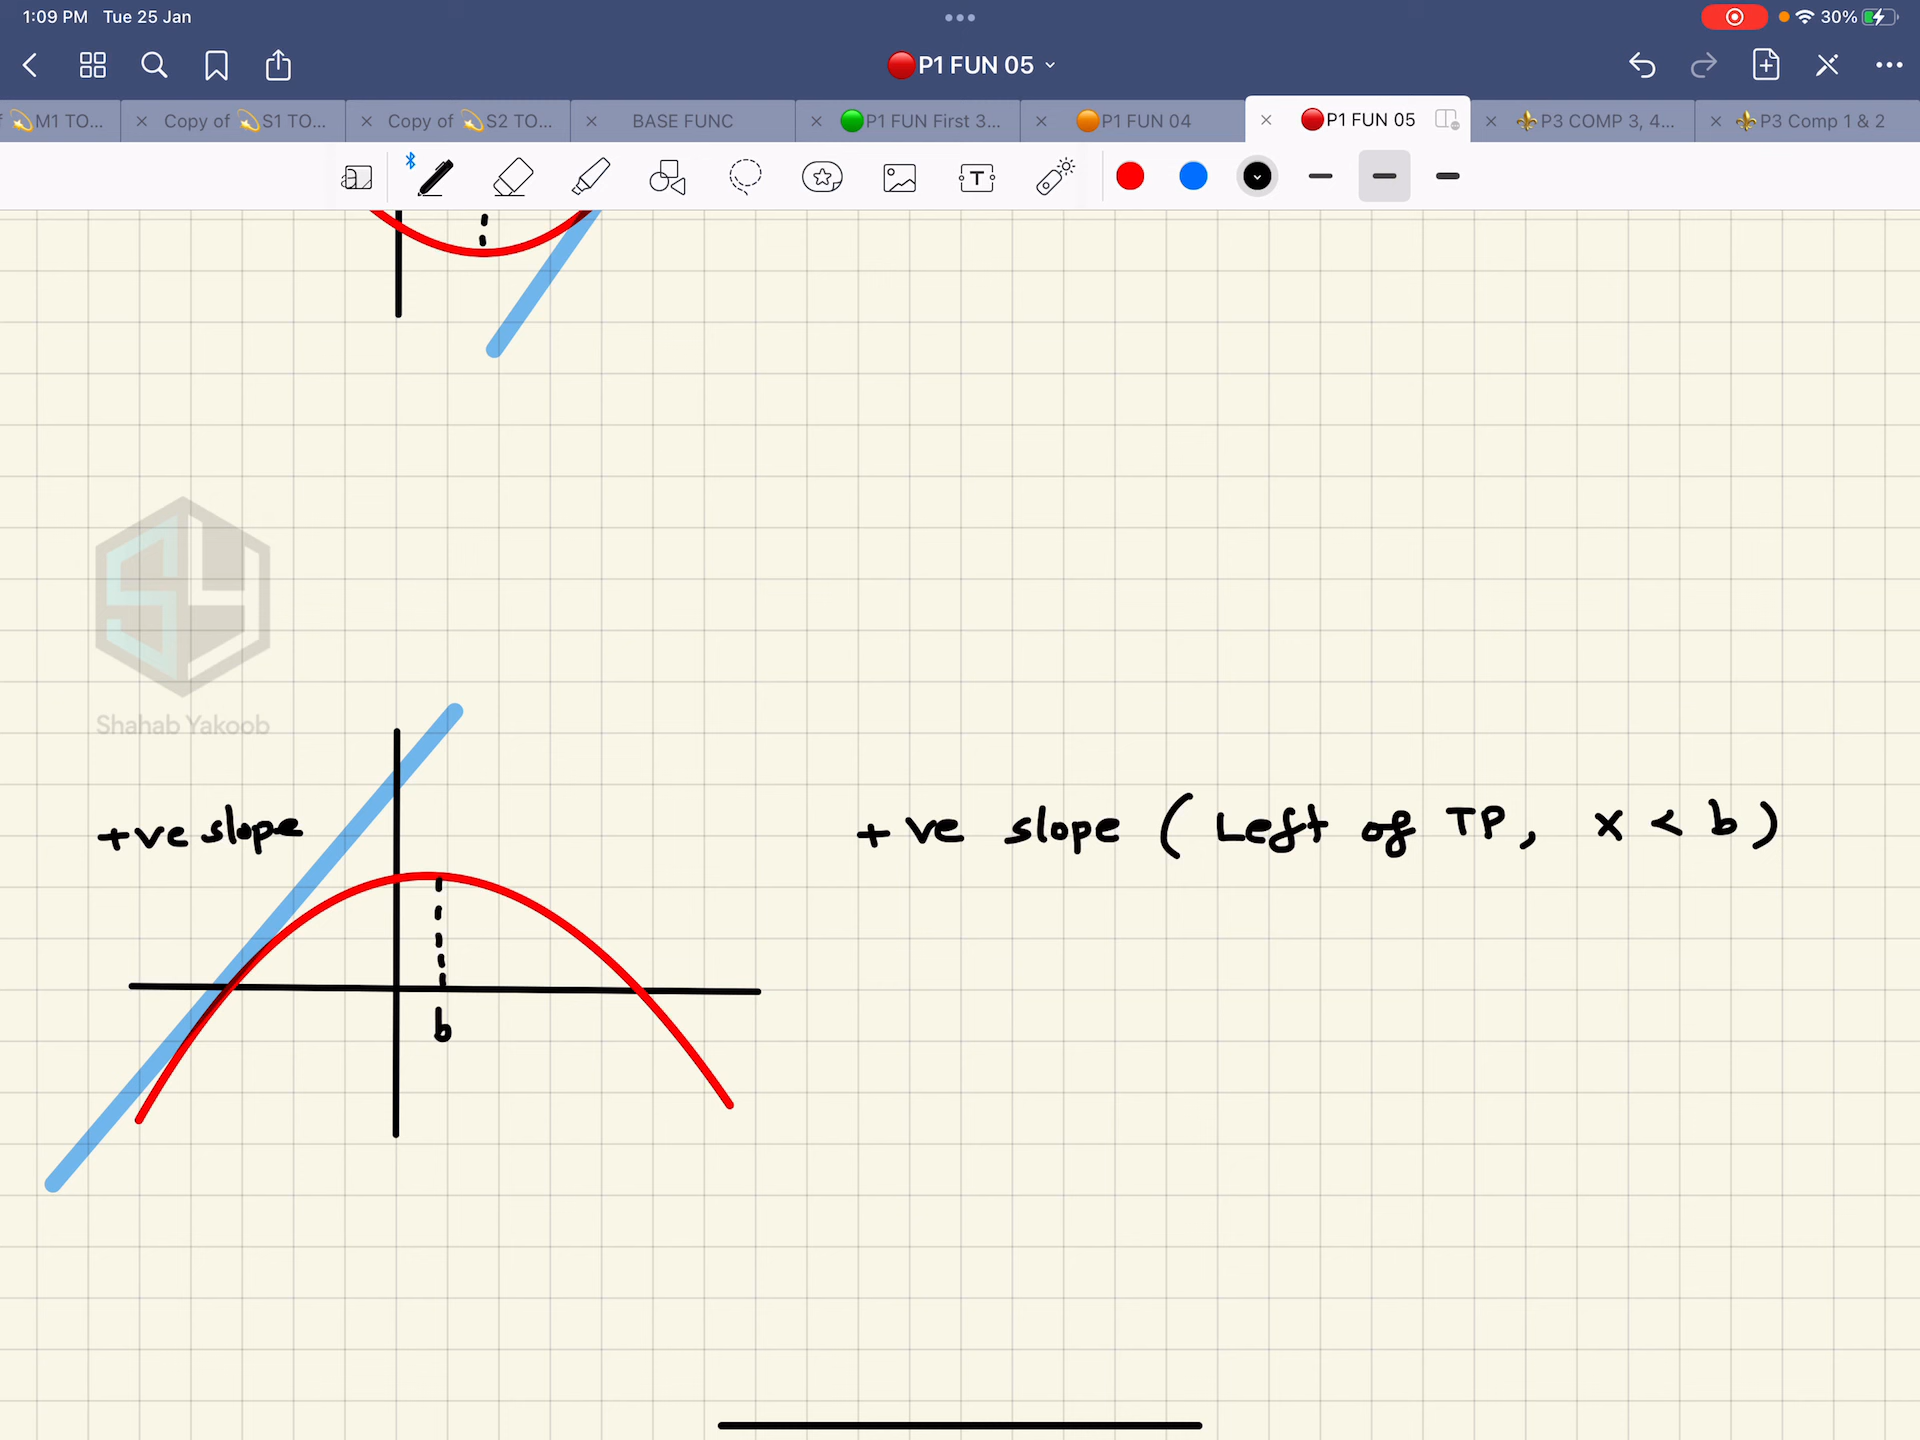 1:09 PM Tue 25 Jan
30%
P1 FUN 05
M1 TO...
Copy of S1 TO...
Copy of S2 TO...
BASE FUNC
P1 FUN First 3...
P1 FUN 04
P1 FUN 05
P3 COMP 3, 4...
P3 Comp 1 & 2
Shahab Yakoob
+ve slope
+ve slope (Left of TP, x < b)
b